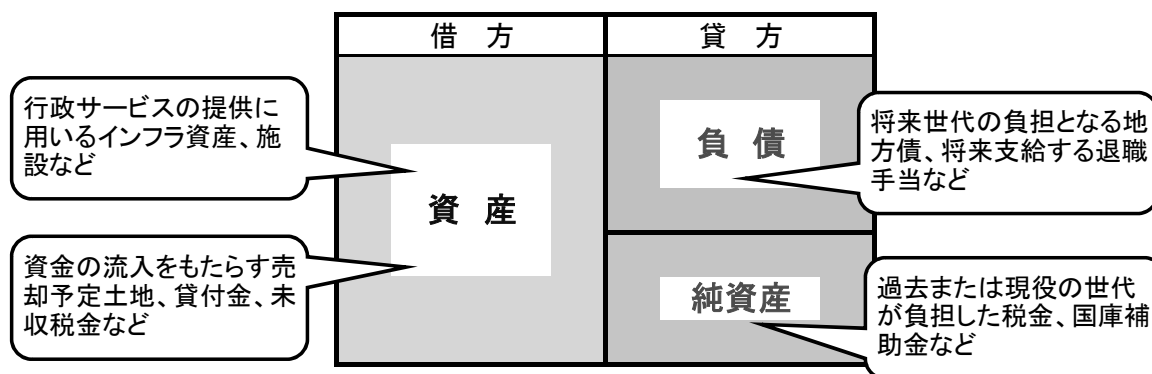 借 方
貸 方
行政サービスの提供に
用いるインフラ資産、施
設など
資金の流入をもたらす売
却予定土地、貸付金、未
収税金など
資 産
負 債
純資産
将来世代の負担となる地
方債、将来支給する退職
手当など
過去または現役の世代
が負担した税金、国庫補
助金など